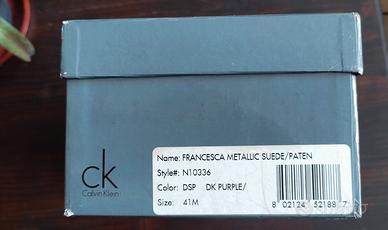 ck
Calvin Klein
Name: FRANCESCA METALLIC SUEDE/PATEN
Style#: N10336
Color: DSP DK PURPLE/
Size: 41M
8 02124 52188 7